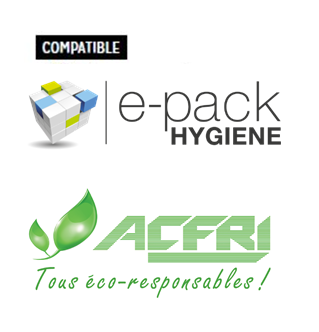 COMPATIBLE
e-pack
HYGIENE
ACFRI
Tous éco-responsables !